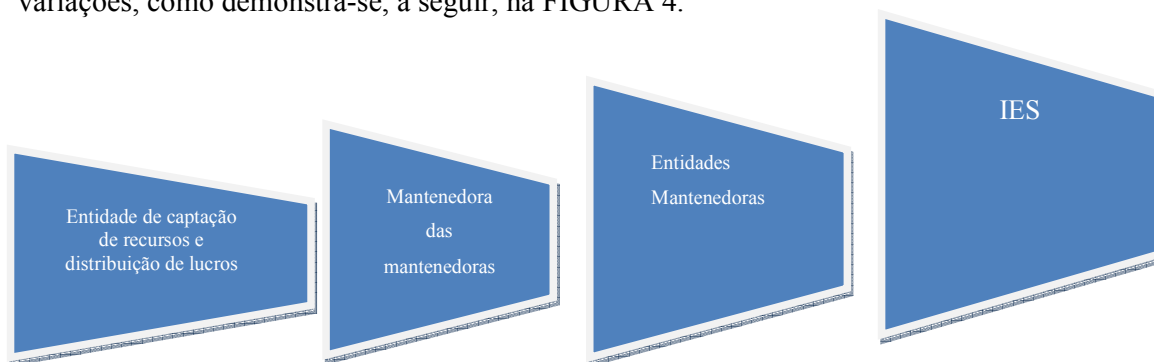 variações, como demonstra-se, a seguir, na FIGURA 4.
Entidade de captação
de recursos e
distribuição de lucros
Mantenedora
das
mantenedoras
Entidades
Mantenedoras
IES